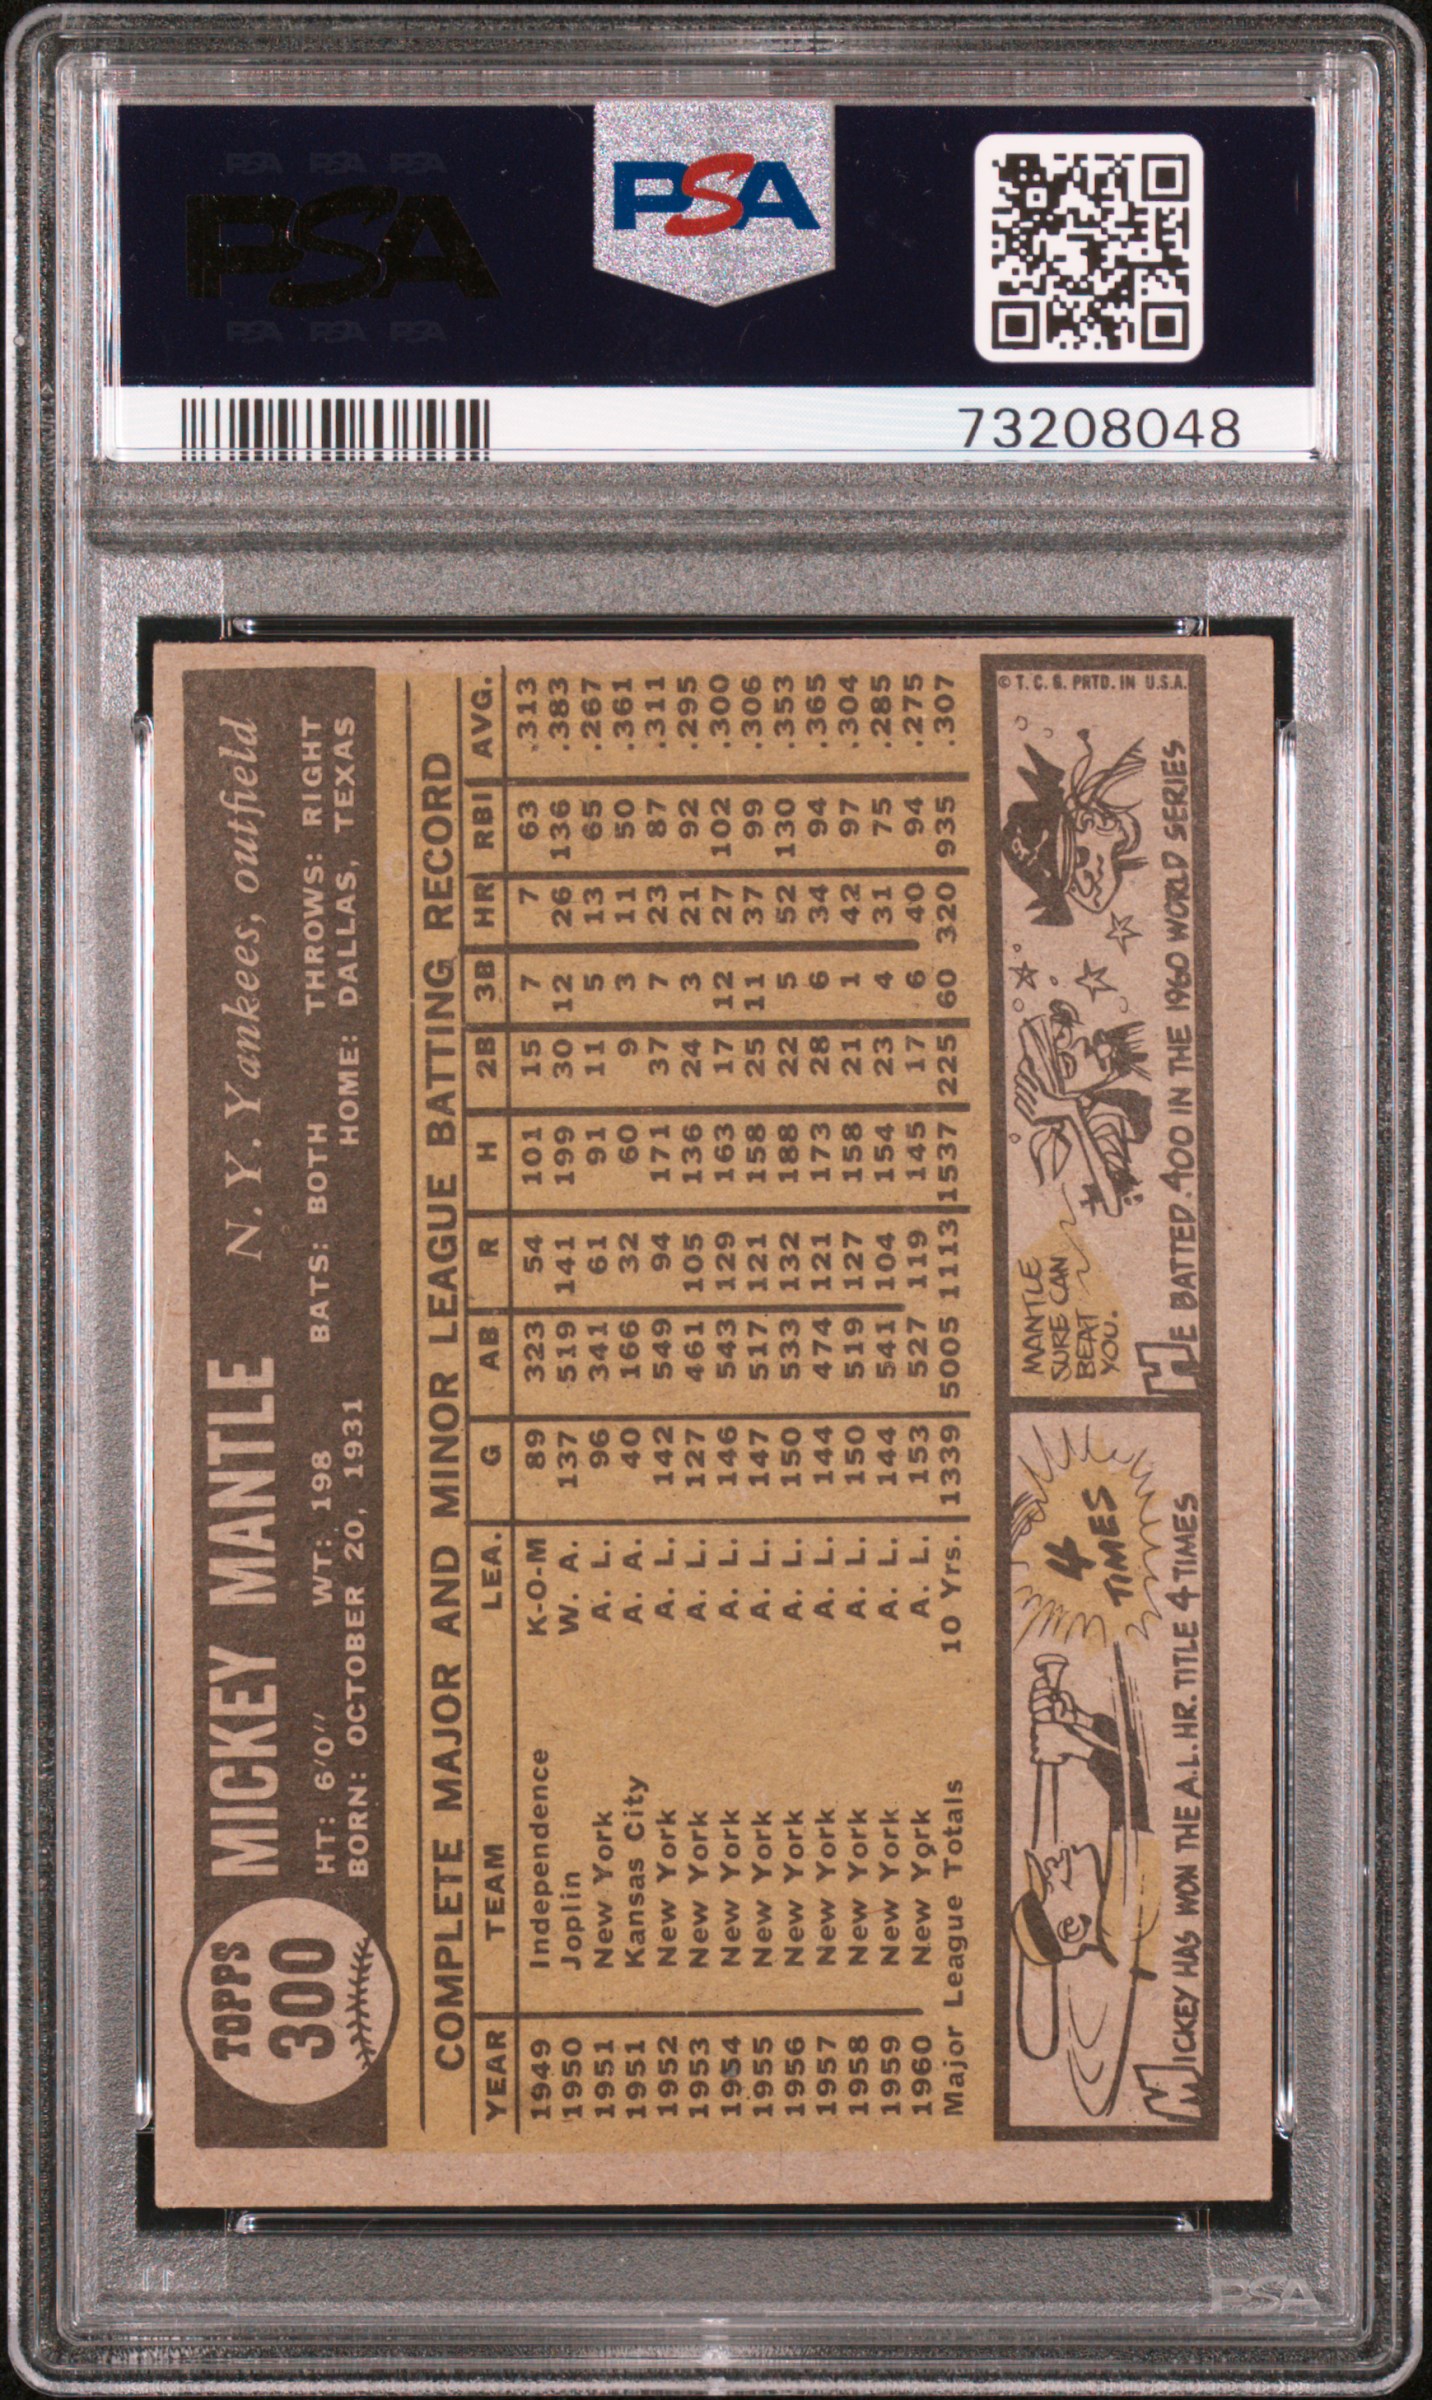 PSA PSA PSA
PSA
PSA PSA PSA
PSA
73208048
TOPPS
300
MICKEY MANTLE N. Y. Yankees, outfield
HT: 6'0" WT: 198 BATS: BOTH THROWS: RIGHT
BORN: OCTOBER 20, 1931 HOME: DALLAS, TEXAS
COMPLETE MAJOR AND MINOR LEAGUE BATTING RECORD
YEAR TEAM LEA. G AB R H 2B 3B HR RBI AVG.
1949 Independence K-O-M 89 323 54 101 15 7 7 63 .313
1950 Joplin W. A. 137 519 141 199 30 12 26 136 .383
1951 New York A. L. 96 341 61 91 11 5 13 65 .267
1951 Kansas City A. A. 40 166 32 60 9 3 11 50 .361
1952 New York A. L. 142 549 94 171 37 7 23 87 .311
1953 New York A. L. 127 461 105 136 24 3 21 92 .295
1954 New York A. L. 146 543 129 163 17 12 27 102 .300
1955 New York A. L. 147 517 121 158 25 11 37 99 .306
1956 New York A. L. 150 533 132 188 22 5 52 130 .353
1957 New York A. L. 144 474 121 173 28 6 34 94 .365
1958 New York A. L. 150 519 127 158 21 1 42 97 .304
1959 New York A. L. 144 541 104 154 23 4 31 75 .285
1960 New York A. L. 153 527 119 145 17 6 40 94 .275
Major League Totals 10 Yrs. 1339 5005 1113 1537 225 60 320 935 .307
4
TIMES
MICKEY HAS WON THE A.L. HR. TITLE 4 TIMES
MANTLE
SURE CAN
BEAT
YOU.
HE BATTED .400 IN THE 1960 WORLD SERIES
© T. C. G. PRTD. IN U.S.A.
PSA